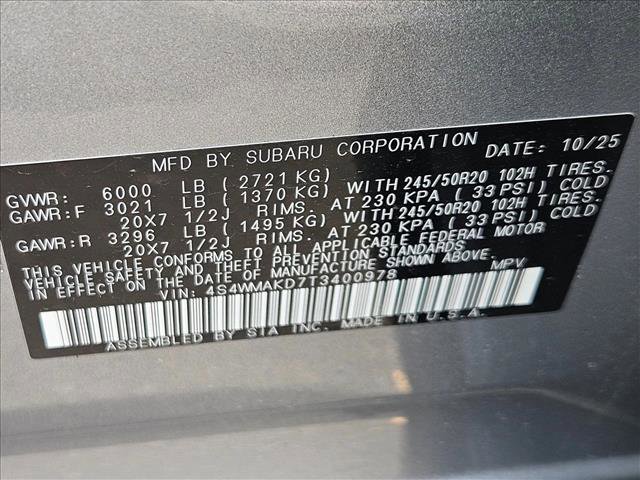 MFD BY SUBARU CORPORATION DATE: 10/25
GVWR: 6000 LB (2721 KG)
GAWR:F 3021 LB (1370 KG) WITH 245/50R20 102H TIRES.
20X7 1/2J RIMS. AT 230 KPA (33 PSI) COLD
GAWR:R 3296 LB (1495 KG) WITH 245/50R20 102H TIRES.
20X7 1/2J RIMS. AT 230 KPA (33 PSI) COLD
THIS VEHICLE CONFORMS TO ALL APPLICABLE FEDERAL MOTOR
VEHICLE SAFETY AND THEFT PREVENTION STANDARDS
IN EFFECT ON THE DATE OF MANUFACTURE SHOWN ABOVE.
VIN: 4S4WMAKD7T3400978 MPV
ASSEMBLED BY SIA INC. MADE IN U.S.A.